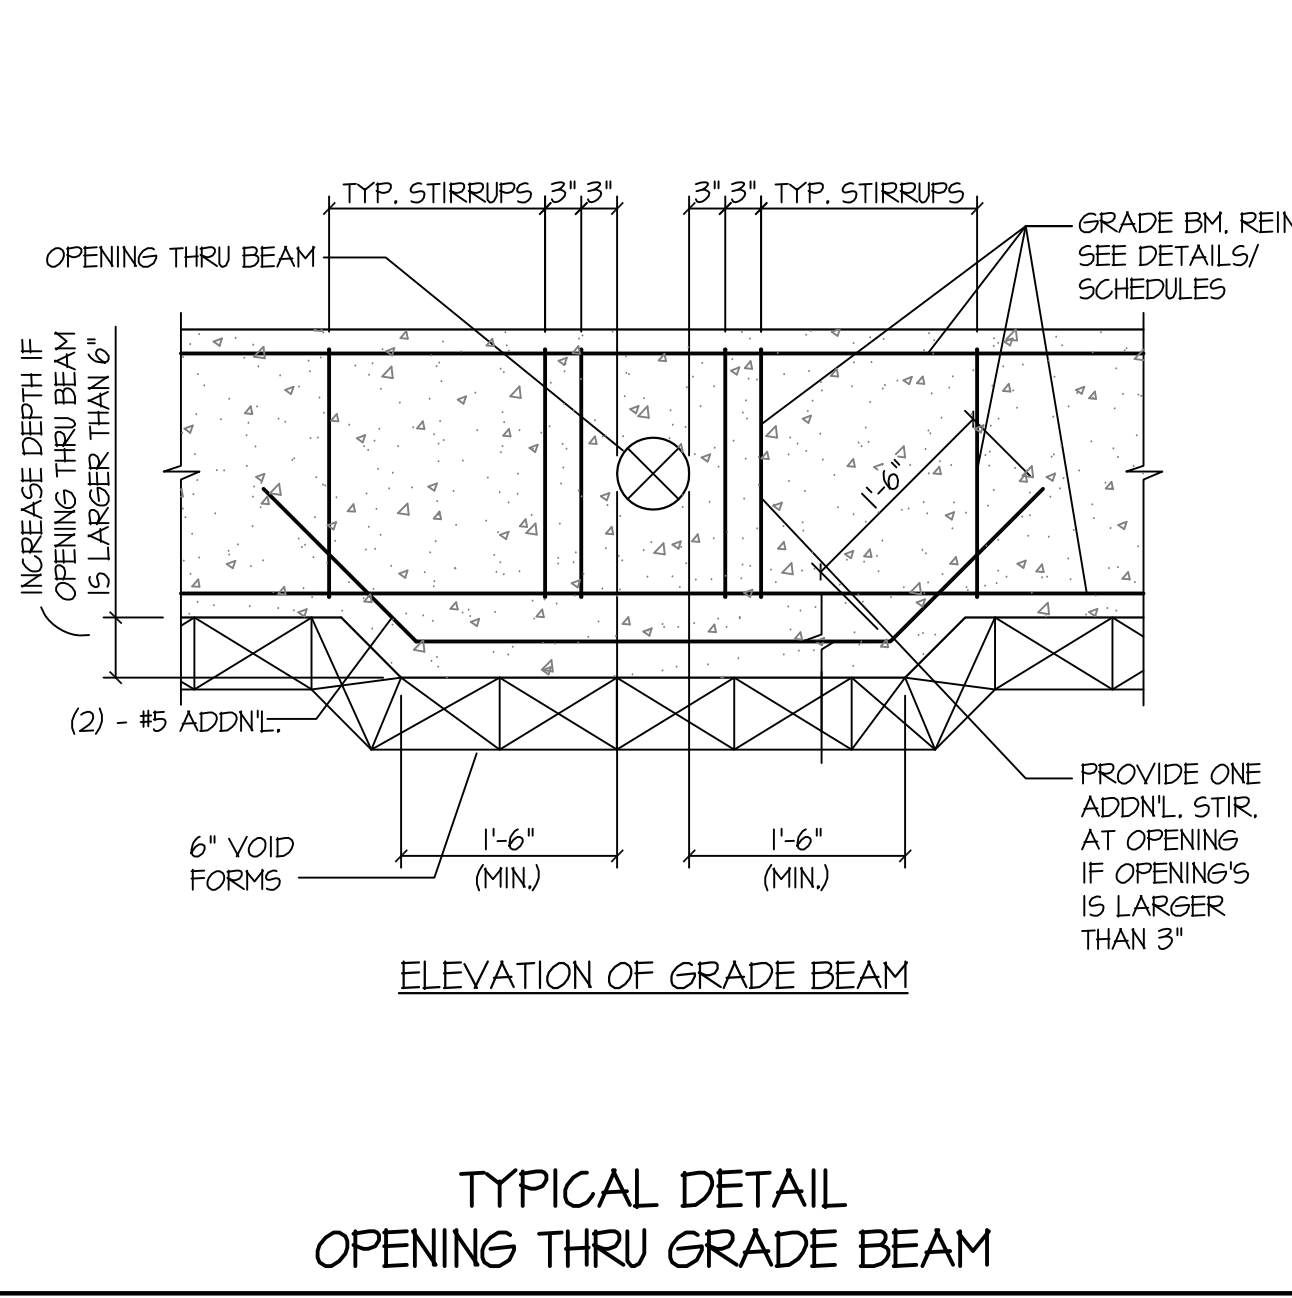 TYP. STIRRUPS 3" 3" 3" 3" TYP. STIRRUPS
OPENING THRU BEAM
GRADE BM. REIN
SEE DETAILS/
SCHEDULES
INCREASE DEPTH IF
OPENING THRU BEAM
IS LARGER THAN 6"
1'-6"
(2) - #5 ADDN'L.
6" VOID
FORMS
1'-6"
(MIN.)
1'-6"
(MIN.)
PROVIDE ONE
ADDN'L. STIR.
AT OPENING
IF OPENING'S
IS LARGER
THAN 3"
ELEVATION OF GRADE BEAM
TYPICAL DETAIL
OPENING THRU GRADE BEAM